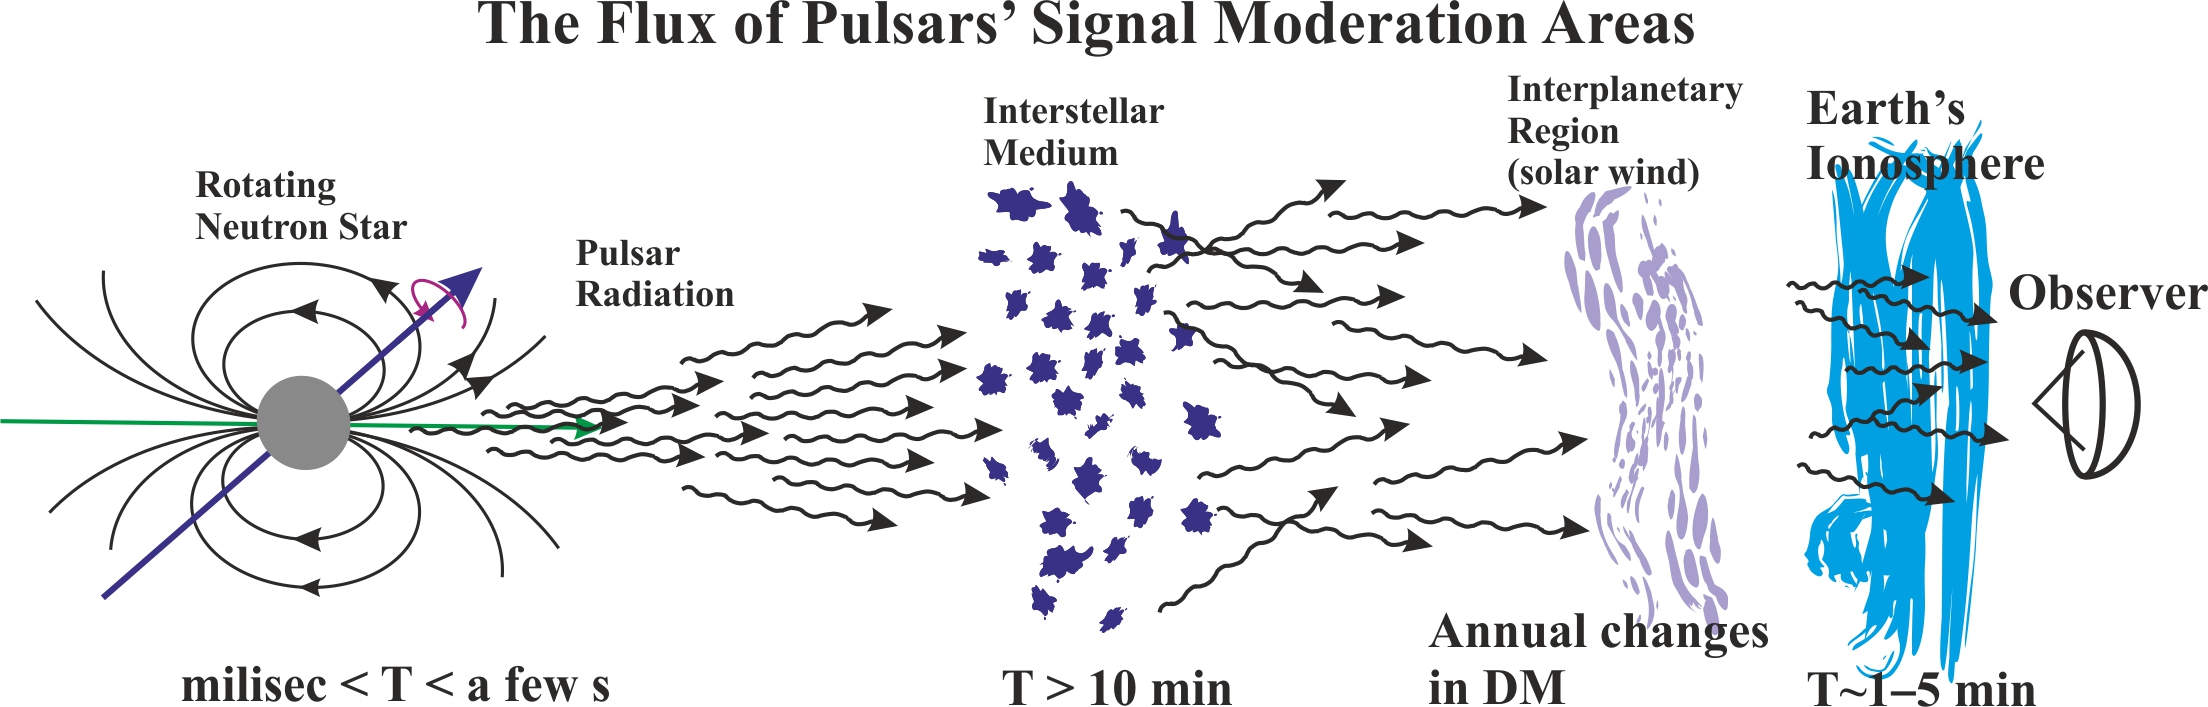 The Flux of Pulsars’ Signal Moderation Areas
Rotating
Neutron Star
Pulsar
Radiation
Interstellar
Medium
Interplanetary
Region
(solar wind)
Earth’s
Ionosphere
Observer
milisec < T < a few s
T > 10 min
Annual changes
in DM
T~1–5 min